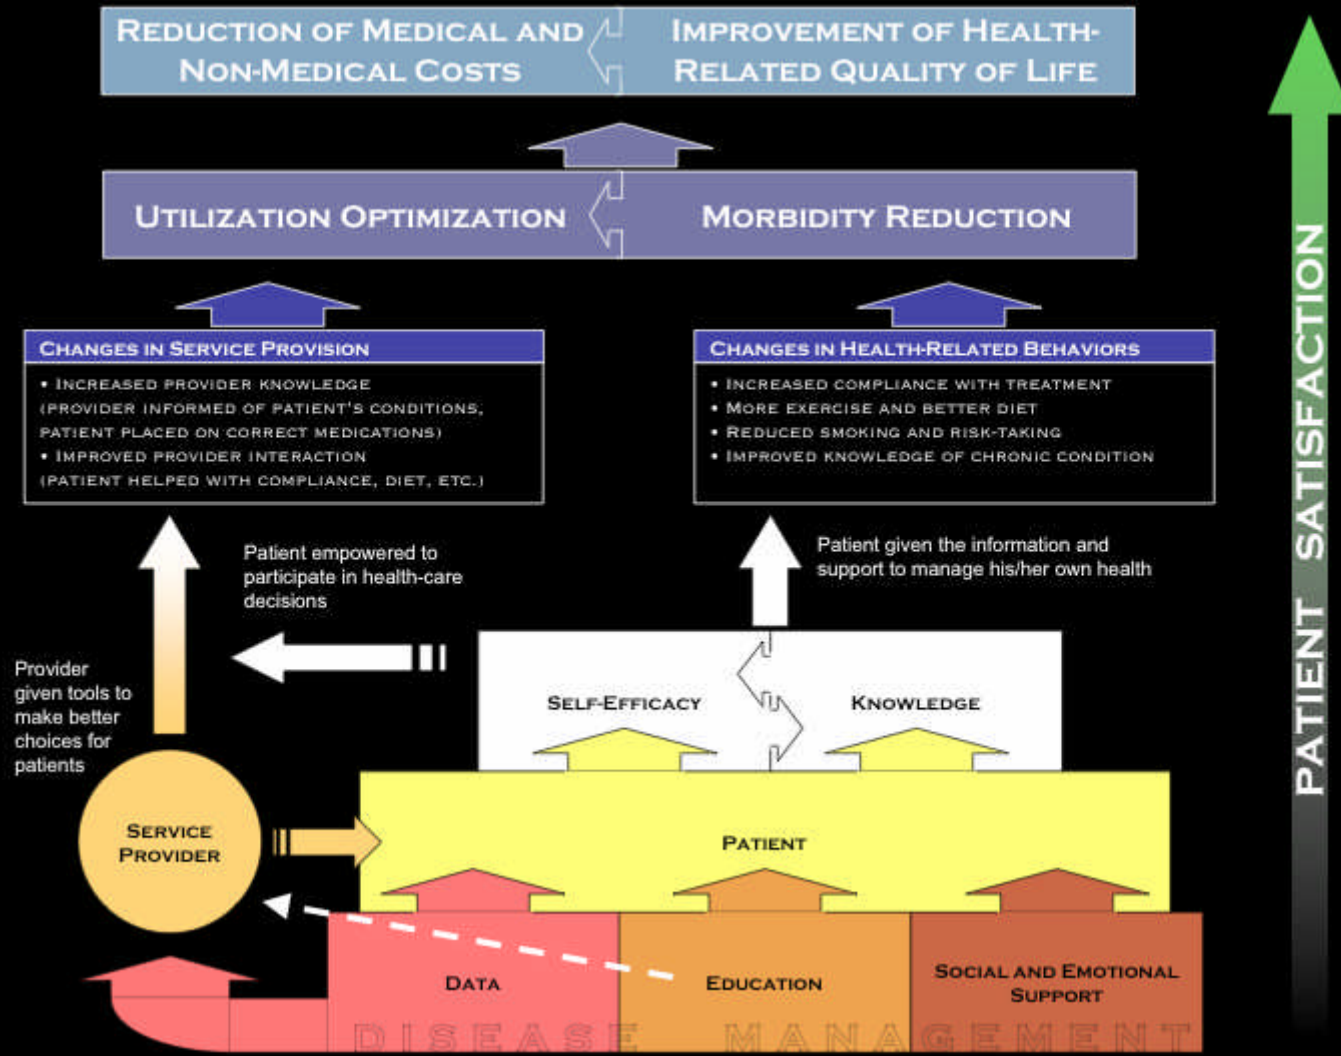 REDUCTION OF MEDICAL AND
NON-MEDICAL COSTS
IMPROVEMENT OF HEALTH-
RELATED QUALITY OF LIFE
UTILIZATION OPTIMIZATION
MORBIDITY REDUCTION
CHANGES IN SERVICE PROVISION
• INCREASED PROVIDER KNOWLEDGE
(PROVIDER INFORMED OF PATIENT'S CONDITIONS,
PATIENT PLACED ON CORRECT MEDICATIONS)
• IMPROVED PROVIDER INTERACTION
(PATIENT HELPED WITH COMPLIANCE, DIET, ETC.)
CHANGES IN HEALTH-RELATED BEHAVIORS
• INCREASED COMPLIANCE WITH TREATMENT
• MORE EXERCISE AND BETTER DIET
• REDUCED SMOKING AND RISK-TAKING
• IMPROVED KNOWLEDGE OF CHRONIC CONDITION
Patient empowered to
participate in health-care
decisions
Patient given the information and
support to manage his/her own health
Provider
given tools to
make better
choices for
patients
SELF-EFFICACY
KNOWLEDGE
SERVICE
PROVIDER
PATIENT
DATA
EDUCATION
SOCIAL AND EMOTIONAL
SUPPORT
DISEASE MANAGEMENT
PATIENT SATISFACTION